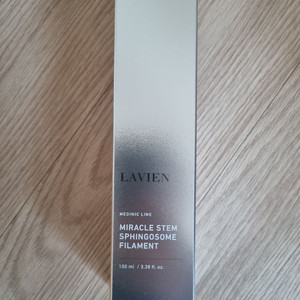 LAVIEN
MEDINIC LINE
MIRACLE STEM
SPHINGOSOME
FILAMENT
100 ml / 3.38 fl. oz.